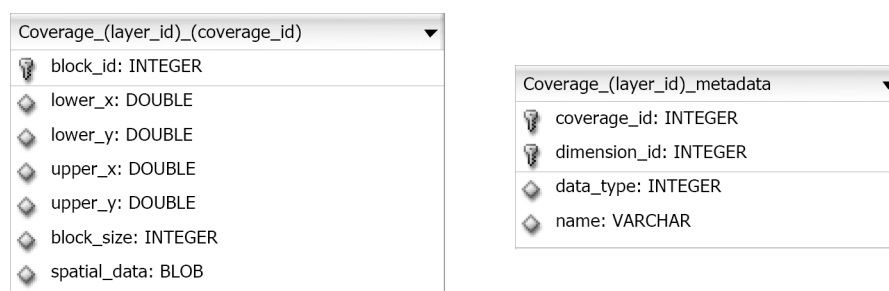 Coverage_(layer_id)_(coverage_id)
block_id: INTEGER
lower_x: DOUBLE
lower_y: DOUBLE
upper_x: DOUBLE
upper_y: DOUBLE
block_size: INTEGER
spatial_data: BLOB
Coverage_(layer_id)_metadata
coverage_id: INTEGER
dimension_id: INTEGER
data_type: INTEGER
name: VARCHAR